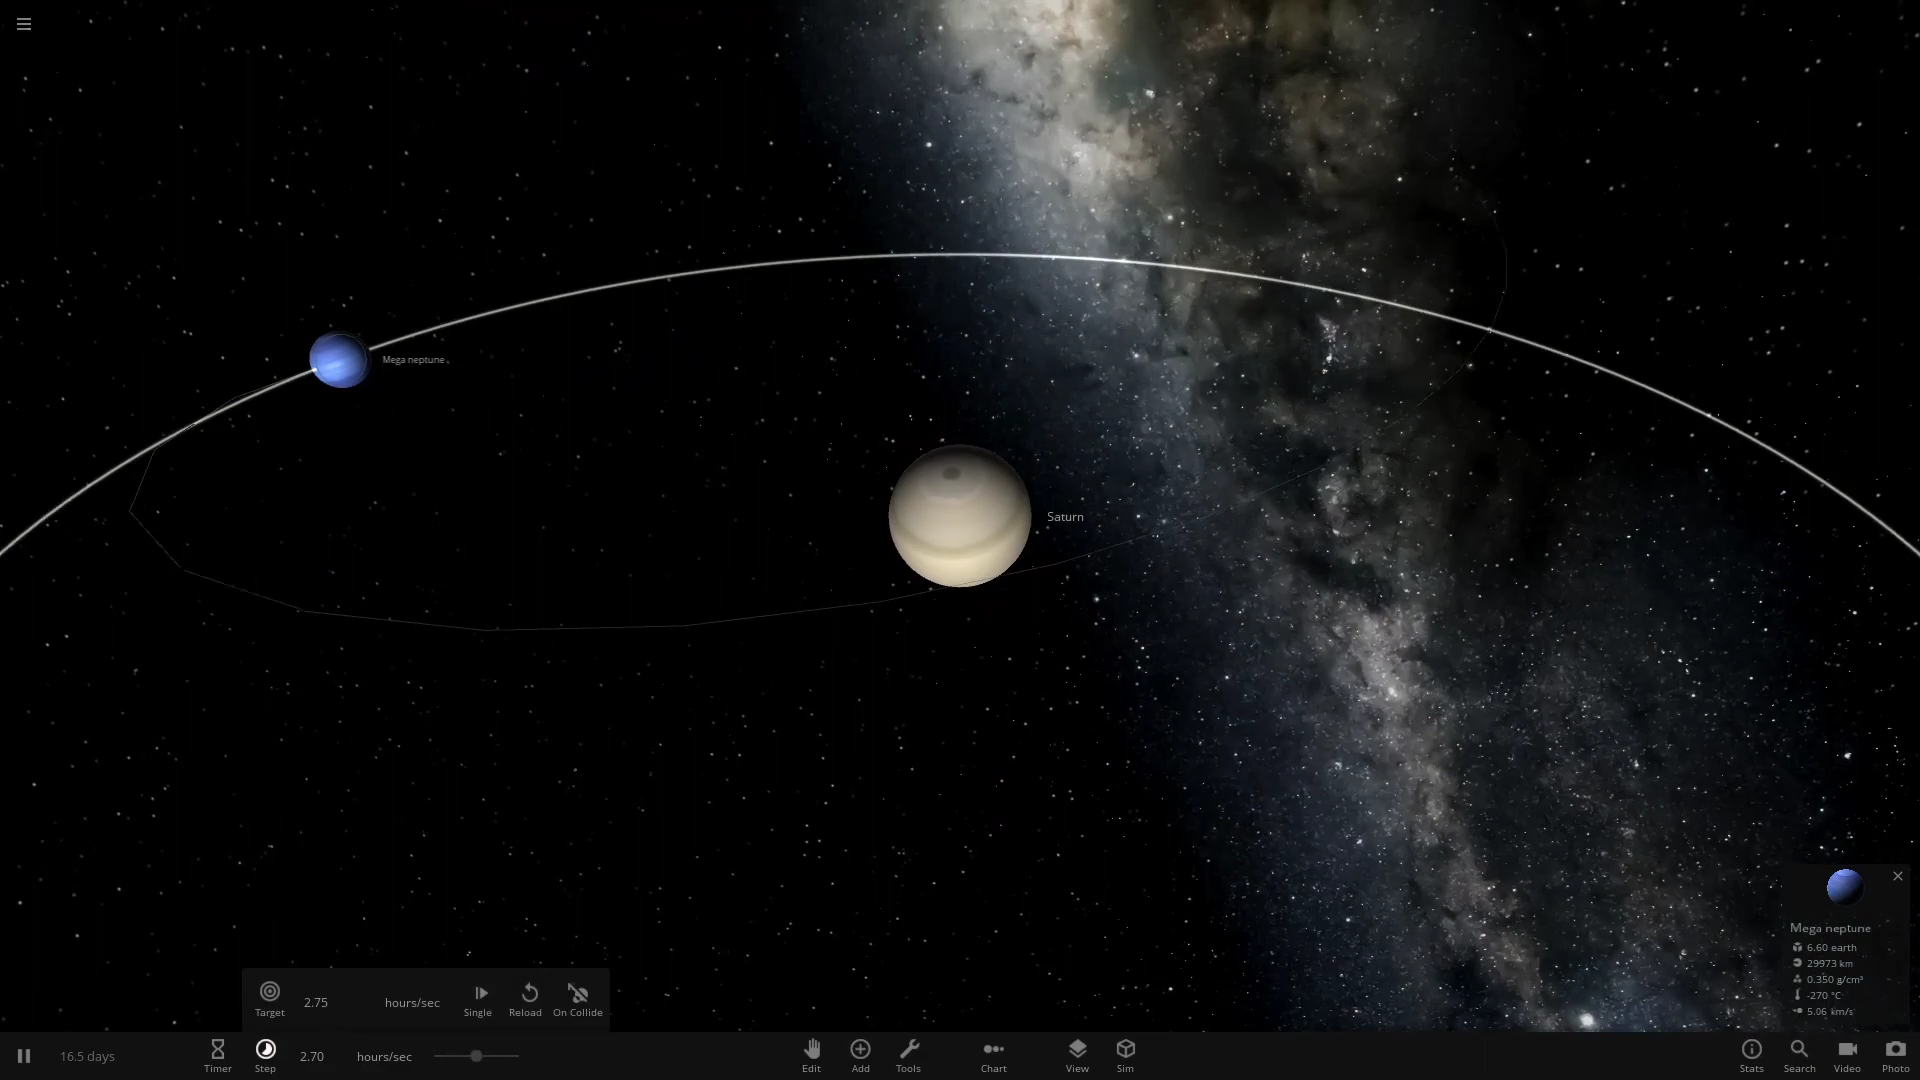 Mega neptune
Saturn
Mega neptune
6.60 earth
29973 km
0.350 g/cm³
-270 °C
5.06 km/s
Target
2.75
hours/sec
Single
Reload
On Collide
16.5 days
Timer
Step
2.70
hours/sec
Edit
Add
Tools
Chart
View
Sim
Stats
Search
Video
Photo